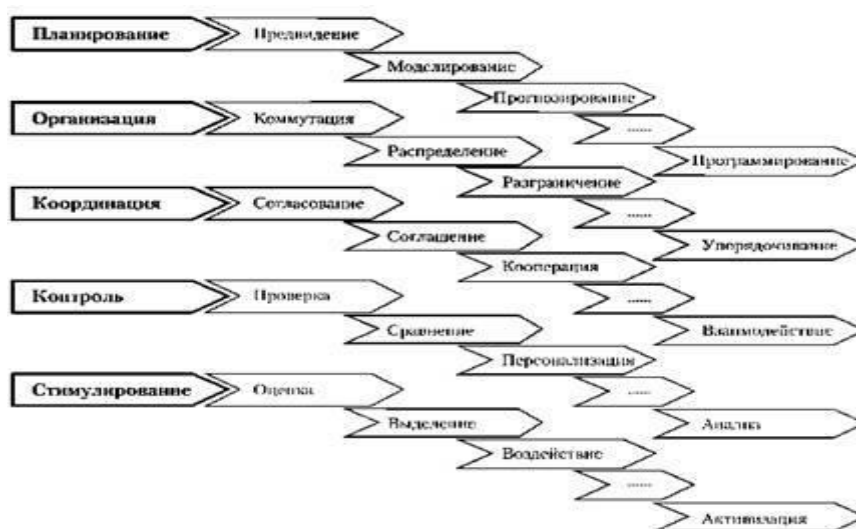 Планирование
Предвидение
Моделирование
Прогнозирование
.....
Программирование
Организация
Коммутация
Распределение
Разграничение
.....
Упорядочивание
Координация
Согласование
Соглашение
Кооперация
.....
Взаимодействие
Контроль
Проверка
Сравнение
Персонализация
.....
Анализ
Стимулирование
Оценка
Выделение
Воздействие
.....
Активизация